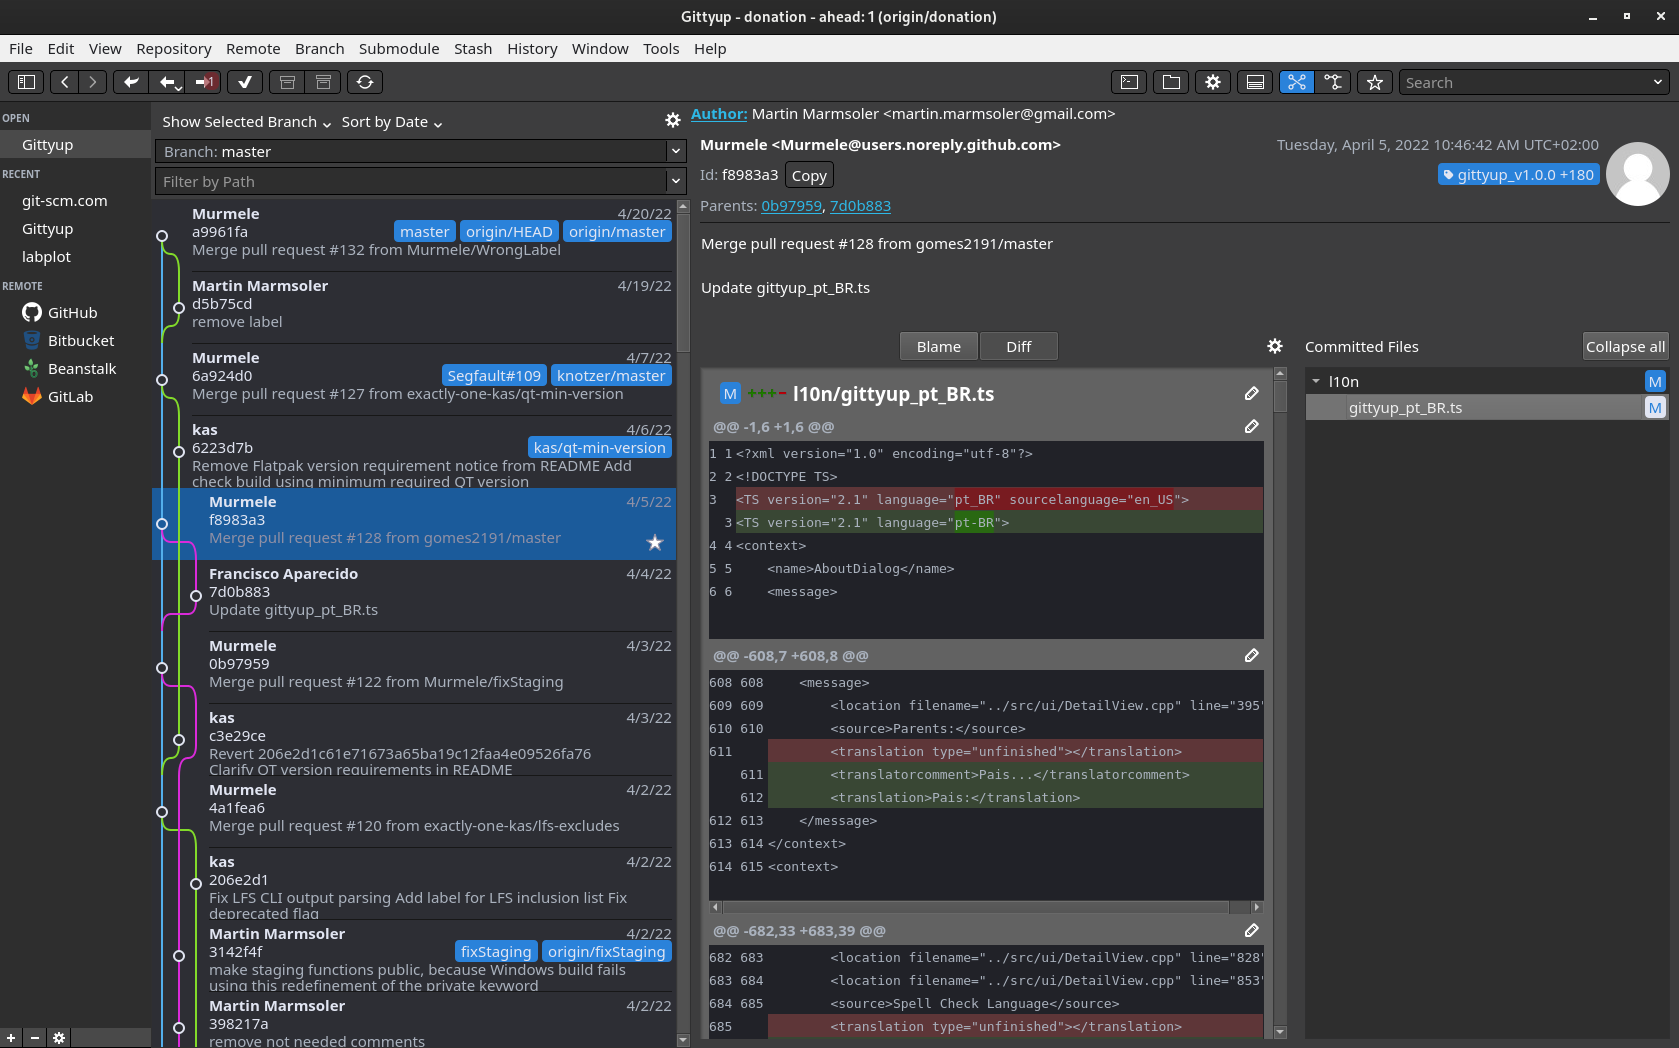 Gittyup - donation - ahead: 1 (origin/donation)
File Edit View Repository Remote Branch Submodule Stash History Window Tools Help
1
Search
OPEN
Gittyup
RECENT
git-scm.com
Gittyup
labplot
REMOTE
GitHub
Bitbucket
Beanstalk
GitLab
Show Selected Branch Sort by Date
Branch: master
Filter by Path
Murmele 4/20/22
a9961fa master origin/HEAD origin/master
Merge pull request #132 from Murmele/WrongLabel
Martin Marmsoler 4/19/22
d5b75cd
remove label
Murmele 4/7/22
6a924d0 Segfault#109 knotzer/master
Merge pull request #127 from exactly-one-kas/qt-min-version
kas 4/6/22
6223d7b kas/qt-min-version
Remove Flatpak version requirement notice from README Add
check build using minimum required QT version
Murmele 4/5/22
f8983a3
Merge pull request #128 from gomes2191/master
Francisco Aparecido 4/4/22
7d0b883
Update gittyup_pt_BR.ts
Murmele 4/3/22
0b97959
Merge pull request #122 from Murmele/fixStaging
kas 4/3/22
c3e29ce
Revert 206e2d1c61e71673a65ba19c12faa4e09526fa76
Clarify QT version requirements in README
Murmele 4/2/22
4a1fea6
Merge pull request #120 from exactly-one-kas/lfs-excludes
kas 4/2/22
206e2d1
Fix LFS CLI output parsing Add label for LFS inclusion list Fix
deprecated flag
Martin Marmsoler 4/2/22
3142f4f fixStaging origin/fixStaging
make staging functions public, because Windows build fails
using this redefinement of the private keyword
Martin Marmsoler 4/2/22
398217a
remove not needed comments
Author: Martin Marmsoler <martin.marmsoler@gmail.com>
Murmele <Murmele@users.noreply.github.com> Tuesday, April 5, 2022 10:46:42 AM UTC+02:00
Id: f8983a3 Copy gittyup_v1.0.0 +180
Parents: 0b97959, 7d0b883
Merge pull request #128 from gomes2191/master
Update gittyup_pt_BR.ts
Blame Diff
M +++- l10n/gittyup_pt_BR.ts
@@ -1,6 +1,6 @@
1 1 <?xml version="1.0" encoding="utf-8"?>
2 2 <!DOCTYPE TS>
3 <TS version="2.1" language="pt_BR" sourcelanguage="en_US">
3 <TS version="2.1" language="pt-BR">
4 4 <context>
5 5 <name>AboutDialog</name>
6 6 <message>
@@ -608,7 +608,8 @@
608 608 <message>
609 609 <location filename="../src/ui/DetailView.cpp" line="395"
610 610 <source>Parents:</source>
611 <translation type="unfinished"></translation>
611 <translatorcomment>Pais...</translatorcomment>
612 <translation>Pais:</translation>
612 613 </message>
613 614 </context>
614 615 <context>
@@ -682,33 +683,39 @@
682 683 <location filename="../src/ui/DetailView.cpp" line="828"
683 684 <location filename="../src/ui/DetailView.cpp" line="853"
684 685 <source>Spell Check Language</source>
685 <translation type="unfinished"></translation>
Committed Files Collapse all
l10n M
gittyup_pt_BR.ts M